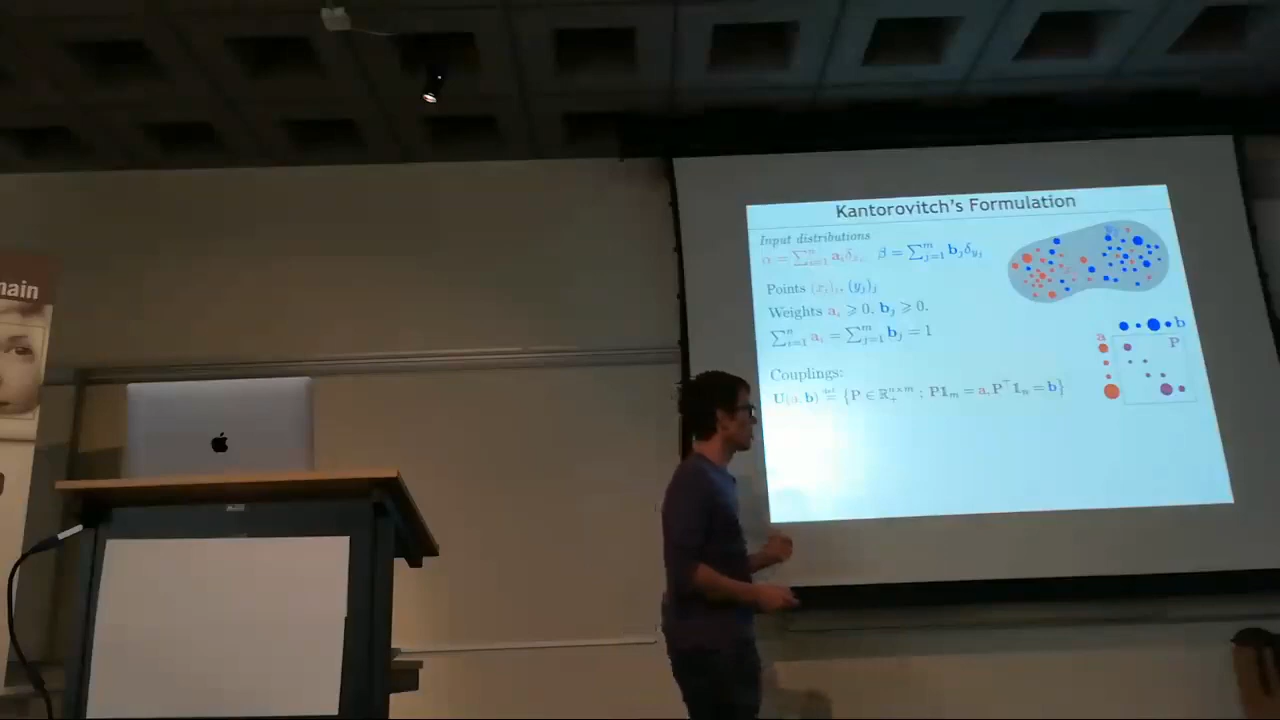 Kantorovitch's Formulation
Input distributions
α = ∑ⁿᵢ₌₁ aᵢδₓᵢ, β = ∑ᵐⱼ₌₁ bⱼδyⱼ
Points (xᵢ)ᵢ, (yⱼ)ⱼ
Weights aᵢ ⩾ 0, bⱼ ⩾ 0.
∑ⁿᵢ₌₁ aᵢ = ∑ᵐⱼ₌₁ bⱼ = 1
Couplings:
U(a, b) ≝ {P ∈ ℝ₊ⁿˣᵐ ; P𝟙ₘ = a, Pᵀ𝟙ₙ = b}
b
a
P
main